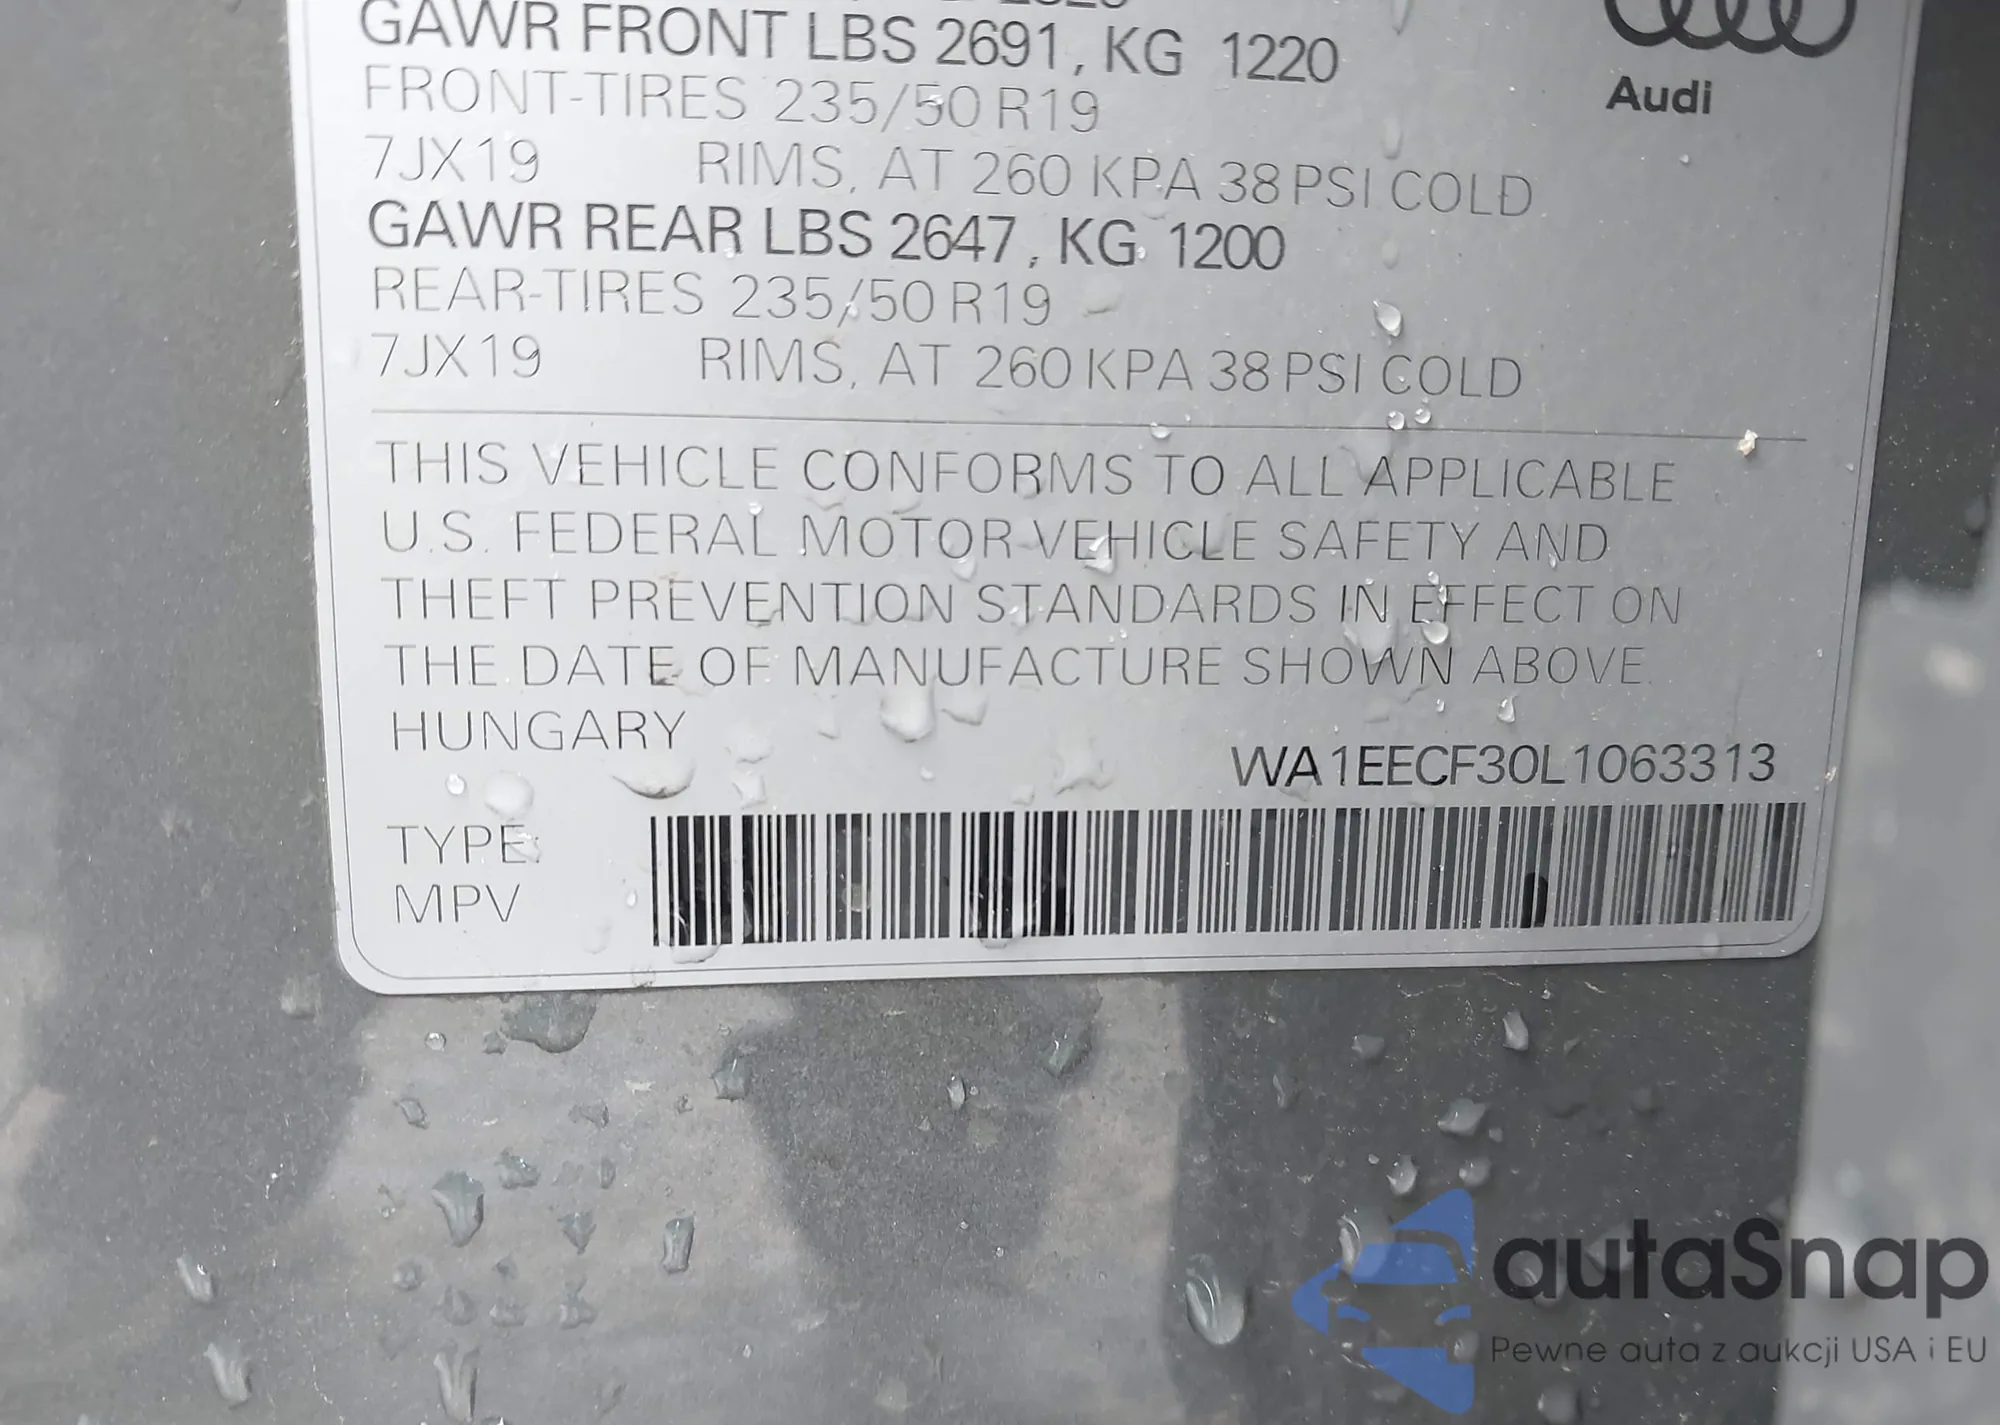 GAWR FRONT LBS 2691, KG 1220
FRONT-TIRES 235/50 R19
7JX19 RIMS, AT 260 KPA 38 PSI COLD
GAWR REAR LBS 2647, KG 1200
REAR-TIRES 235/50 R19
7JX19 RIMS, AT 260 KPA 38 PSI COLD
Audi
THIS VEHICLE CONFORMS TO ALL APPLICABLE
U.S. FEDERAL MOTOR VEHICLE SAFETY AND
THEFT PREVENTION STANDARDS IN EFFECT ON
THE DATE OF MANUFACTURE SHOWN ABOVE.
HUNGARY
WA1EECF30L1063313
TYPE:
MPV
autaSnap
Pewne auta z aukcji USA i EU